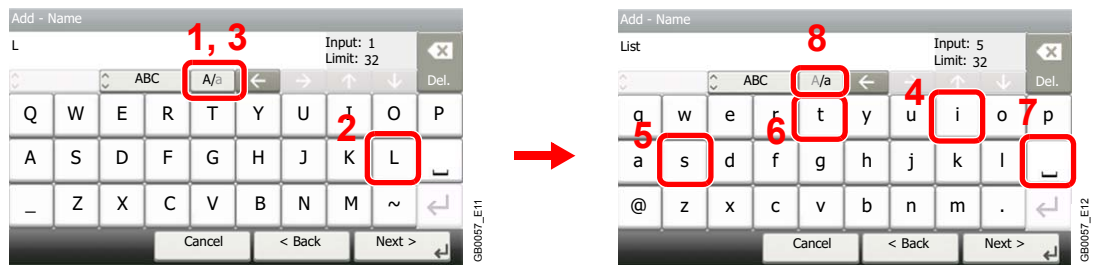 Add - Name
L
Input: 1
Limit: 32
1, 3
ABC A/a Del.
Q W E R T Y U I O P
2
A S D F G H J K L
_ Z X C V B N M ~
Cancel < Back Next >
GB0057_E11
Add - Name
List
Input: 5
Limit: 32
8
ABC A/a Del.
4
q w e r t y u i o p
5 6 7
a s d f g h j k l
@ z x c v b n m .
Cancel < Back Next >
GB0057_E12